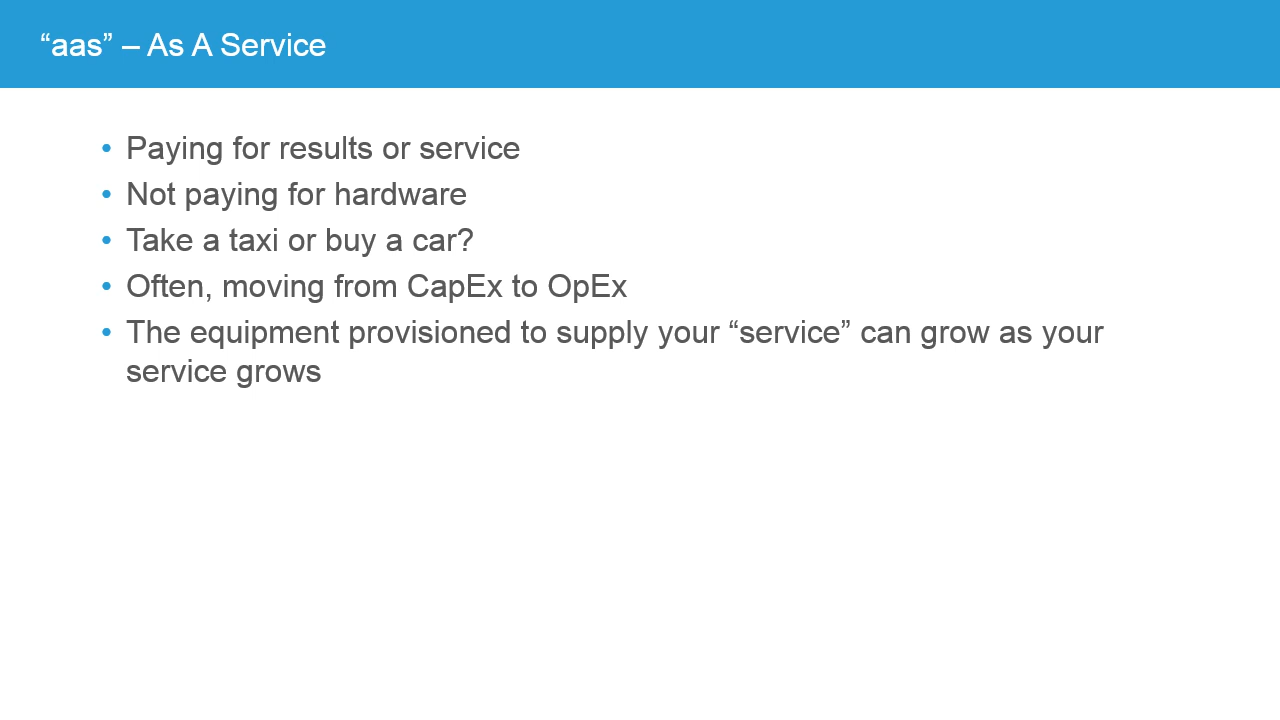 “aas” – As A Service
• Paying for results or service
• Not paying for hardware
• Take a taxi or buy a car?
• Often, moving from CapEx to OpEx
• The equipment provisioned to supply your “service” can grow as your
service grows